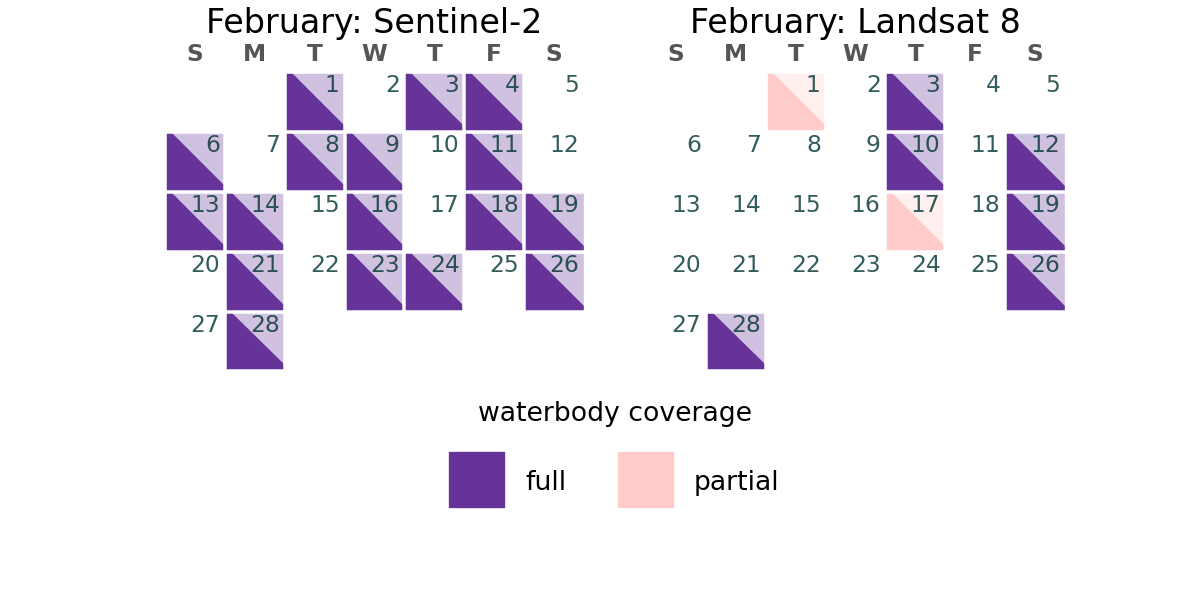 February: Sentinel-2
S M T W T F S
1 2 3 4 5
6 7 8 9 10 11 12
13 14 15 16 17 18 19
20 21 22 23 24 25 26
27 28
February: Landsat 8
S M T W T F S
1 2 3 4 5
6 7 8 9 10 11 12
13 14 15 16 17 18 19
20 21 22 23 24 25 26
27 28
waterbody coverage
full
partial